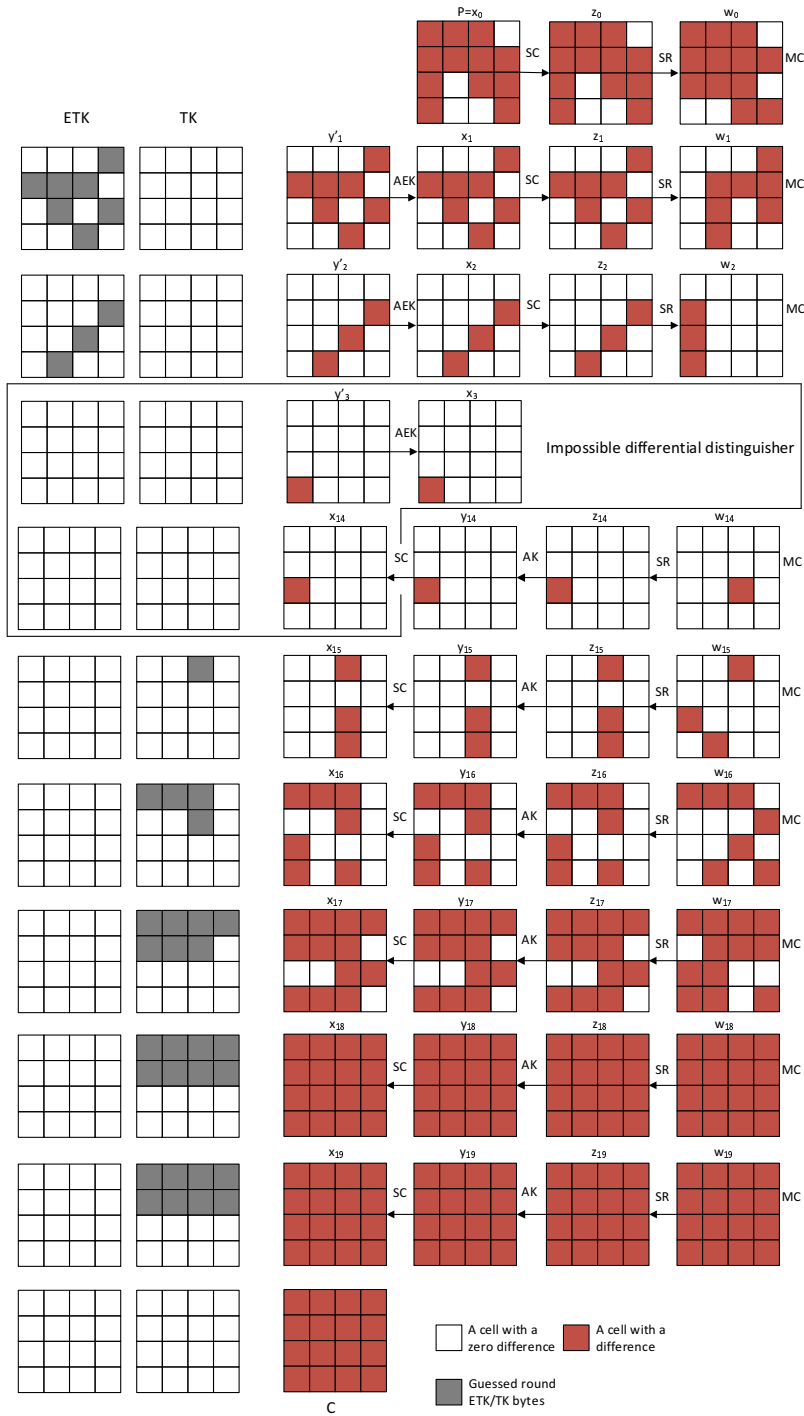 P=x0 z0 w0
SC SR MC
ETK TK
y'1 x1 z1 w1
AEK SC SR MC
y'2 x2 z2 w2
AEK SC SR MC
y'3 x3
AEK
Impossible differential distinguisher
x14 y14 z14 w14
SC AK SR MC
x15 y15 z15 w15
SC AK SR MC
x16 y16 z16 w16
SC AK SR MC
x17 y17 z17 w17
SC AK SR MC
x18 y18 z18 w18
SC AK SR MC
x19 y19 z19 w19
SC AK SR MC
A cell with a
zero difference
A cell with a
difference
Guessed round
ETK/TK bytes
C